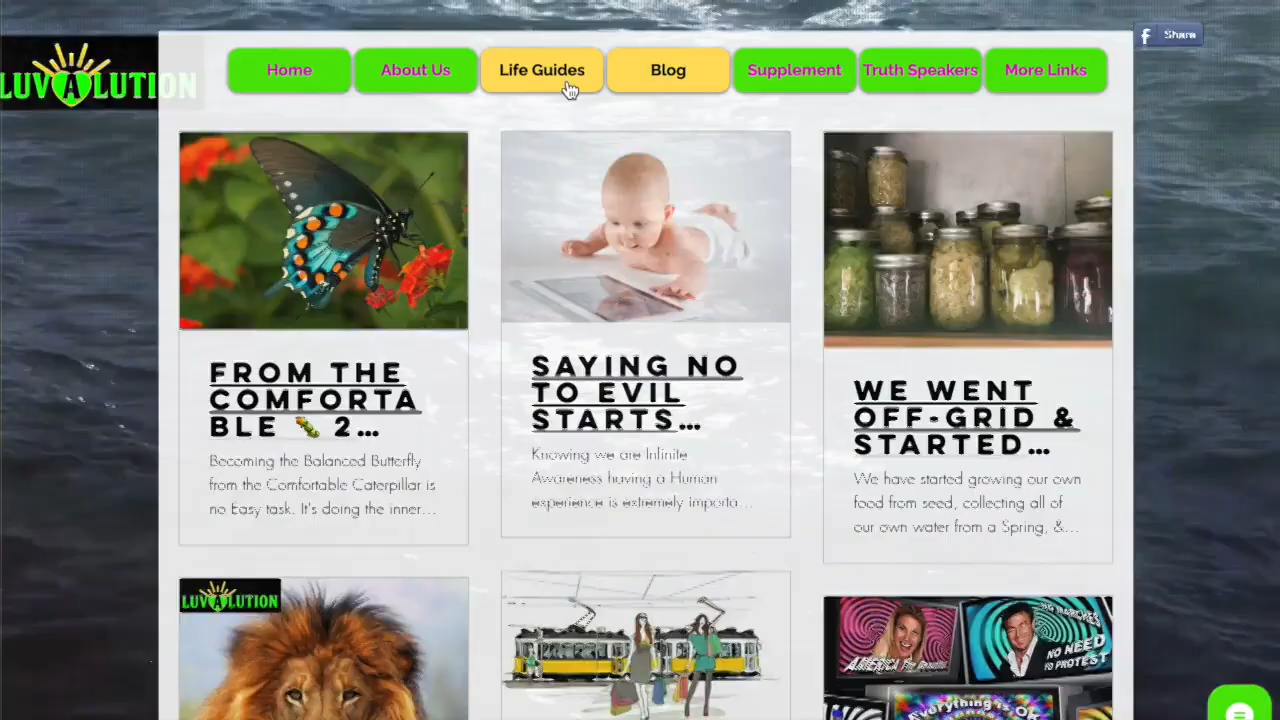 Share
LUVALUTION
Home
About Us
Life Guides
Blog
Supplement
Truth Speakers
More Links
FROM THE
COMFORTA
BLE 🐛 2...
Becoming the Balanced Butterfly
from the Comfortable Caterpillar is
no Easy task. It's doing the inner...
SAYING NO
TO EVIL
STARTS...
Knowing we are Infinite
Awareness having a Human
experience is extremely importa...
WE WENT
OFF-GRID &
STARTED...
We have started growing our own
food from seed, collecting all of
our own water from a Spring, &...
LUVALUTION
AMERICA
NO NEED
TO PROTEST
Everything is OK